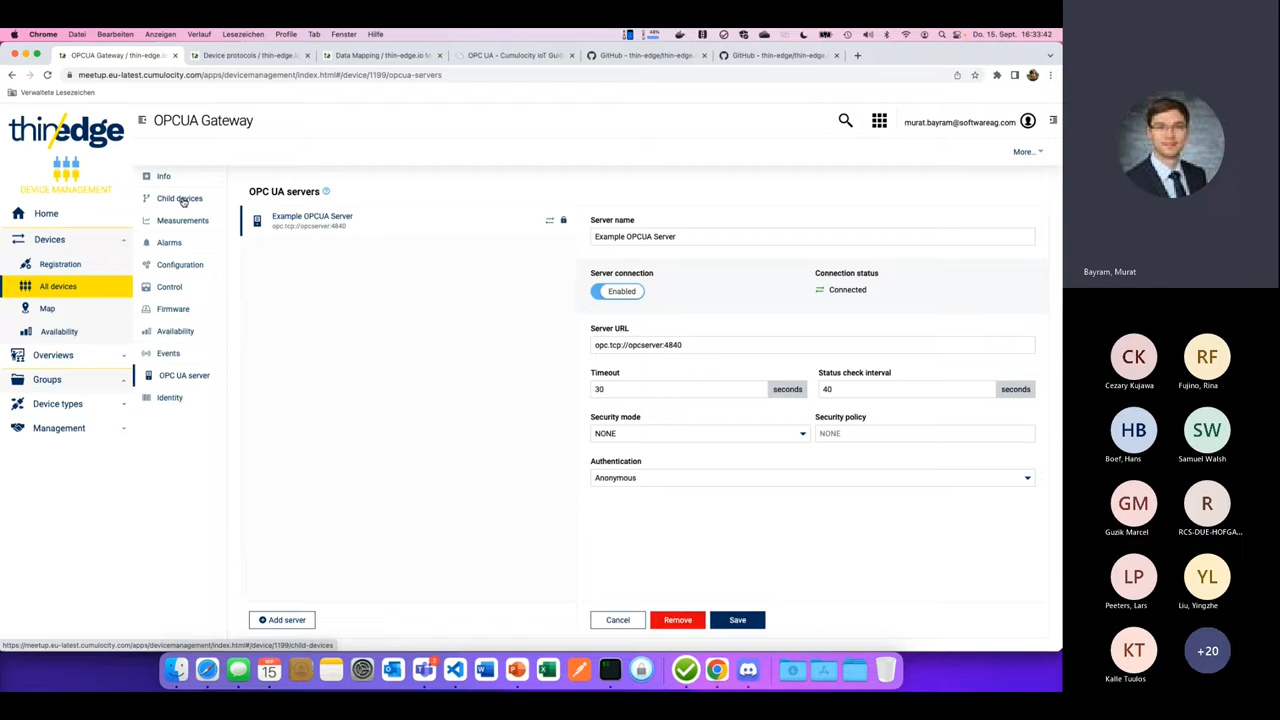 Chrome Datei Bearbeiten Anzeigen Verlauf Lesezeichen Profile Tab Fenster Hilfe 48% Do. 15. Sept. 16:33:42
OPCUA Gateway / thin-edge.io Device protocols / thin-edge.io Data Mapping / thin-edge.io M OPC UA - Cumulocity IoT Guid GitHub - thin-edge/thin-edge. GitHub - thin-edge/thin-edge.
meetup.eu-latest.cumulocity.com/apps/devicemanagement/index.html#/device/1199/opcua-servers
Verwaltete Lesezeichen
thin/edge
DEVICE MANAGEMENT
OPCUA Gateway
murat.bayram@softwareag.com
More...
Home
Devices
Registration
All devices
Map
Availability
Overviews
Groups
Device types
Management
Info
Child devices
Measurements
Alarms
Configuration
Control
Firmware
Availability
Events
OPC UA server
Identity
OPC UA servers
Example OPCUA Server
opc.tcp://opcserver:4840
Server name
Example OPCUA Server
Server connection
Connection status
Enabled
Connected
Server URL
opc.tcp://opcserver:4840
Timeout
Status check interval
30 seconds
40 seconds
Security mode
Security policy
NONE
NONE
Authentication
Anonymous
Add server
Cancel
Remove
Save
https://meetup.eu-latest.cumulocity.com/apps/devicemanagement/index.html#/device/1199/child-devices
SEP
15
Bayram, Murat
CK
Cezary Kujawa
RF
Fujino, Rina
HB
Boef, Hans
SW
Samuel Walsh
GM
Guzik Marcel
R
RCS-DUE-HOFGA...
LP
Peeters, Lars
YL
Liu, Yingzhe
KT
Kalle Tuulos
+20